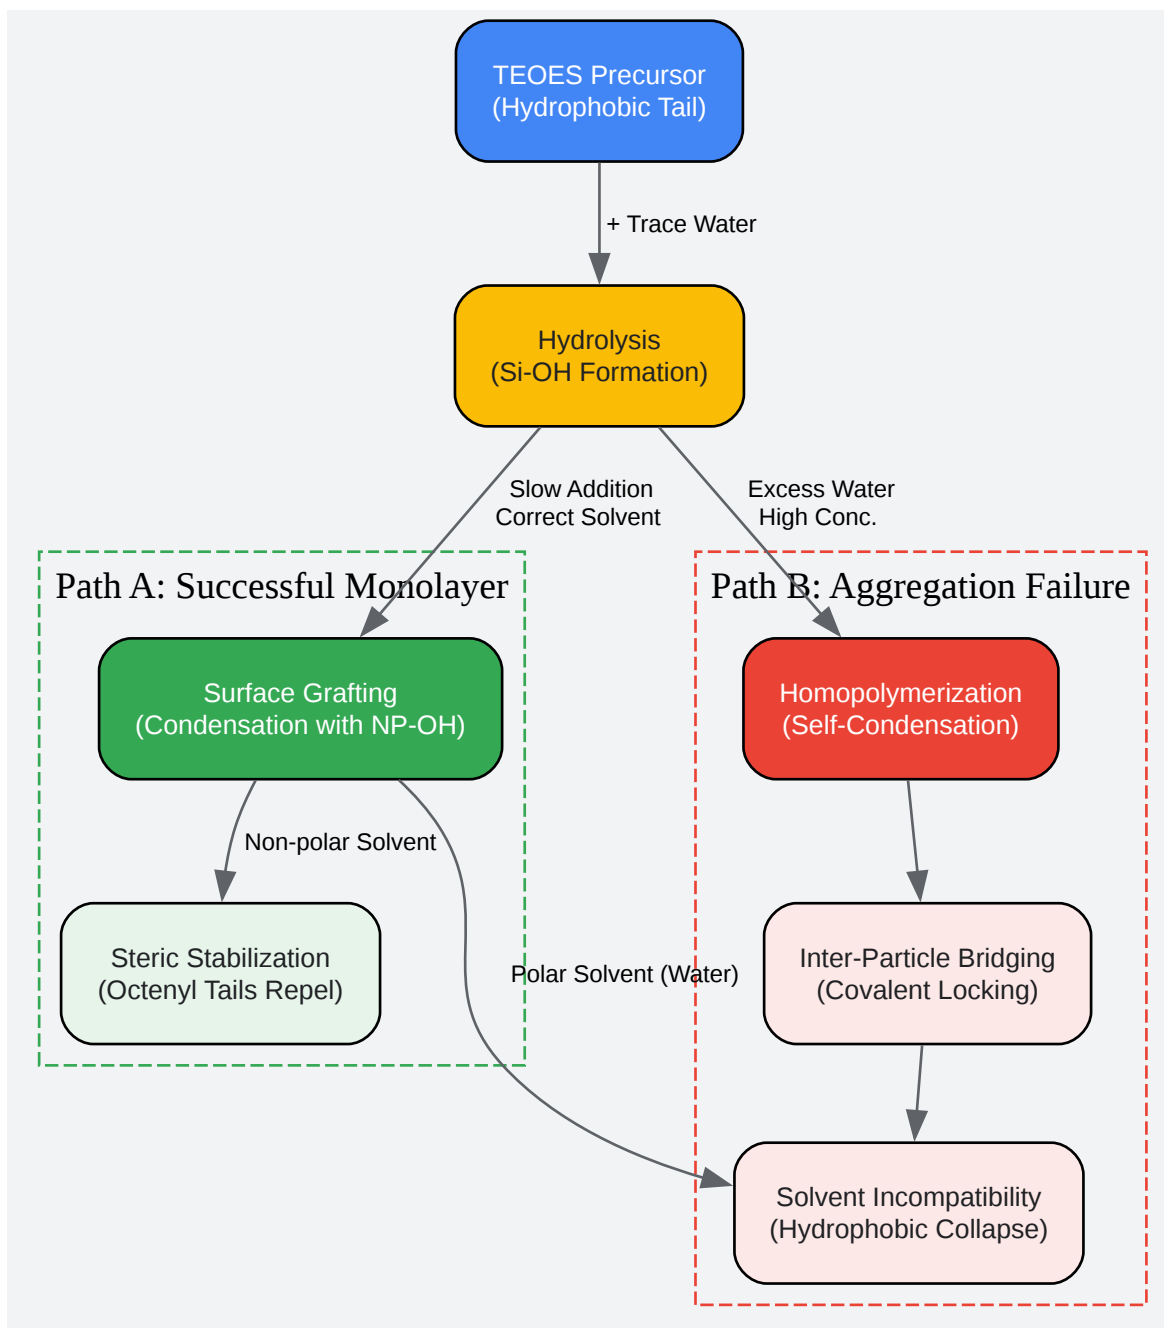 TEOES Precursor
(Hydrophobic Tail)
+ Trace Water
Hydrolysis
(Si-OH Formation)
Slow Addition
Correct Solvent
Excess Water
High Conc.
Path A: Successful Monolayer
Path B: Aggregation Failure
Surface Grafting
(Condensation with NP-OH)
Homopolymerization
(Self-Condensation)
Non-polar Solvent
Steric Stabilization
(Octenyl Tails Repel)
Polar Solvent (Water)
Inter-Particle Bridging
(Covalent Locking)
Solvent Incompatibility
(Hydrophobic Collapse)